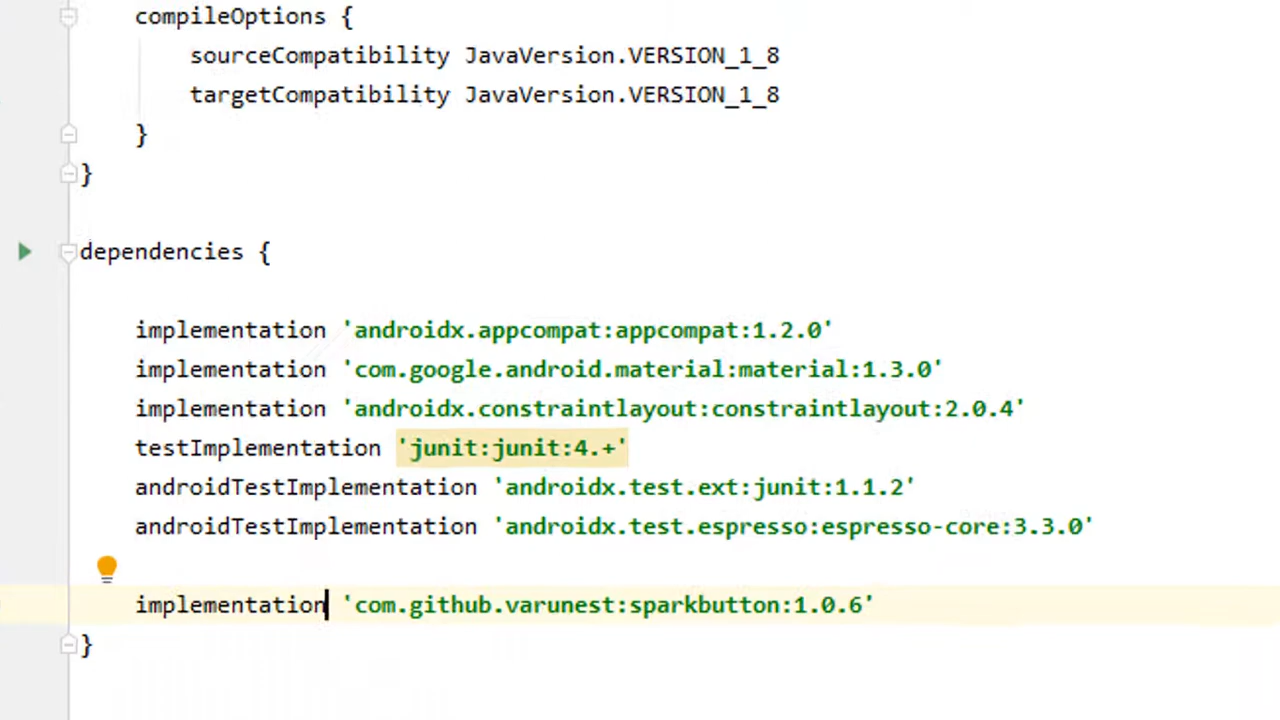 compileOptions {
sourceCompatibility JavaVersion.VERSION_1_8
targetCompatibility JavaVersion.VERSION_1_8
}
}
dependencies {
implementation 'androidx.appcompat:appcompat:1.2.0'
implementation 'com.google.android.material:material:1.3.0'
implementation 'androidx.constraintlayout:constraintlayout:2.0.4'
testImplementation 'junit:junit:4.+'
androidTestImplementation 'androidx.test.ext:junit:1.1.2'
androidTestImplementation 'androidx.test.espresso:espresso-core:3.3.0'
implementation 'com.github.varunest:sparkbutton:1.0.6'
}